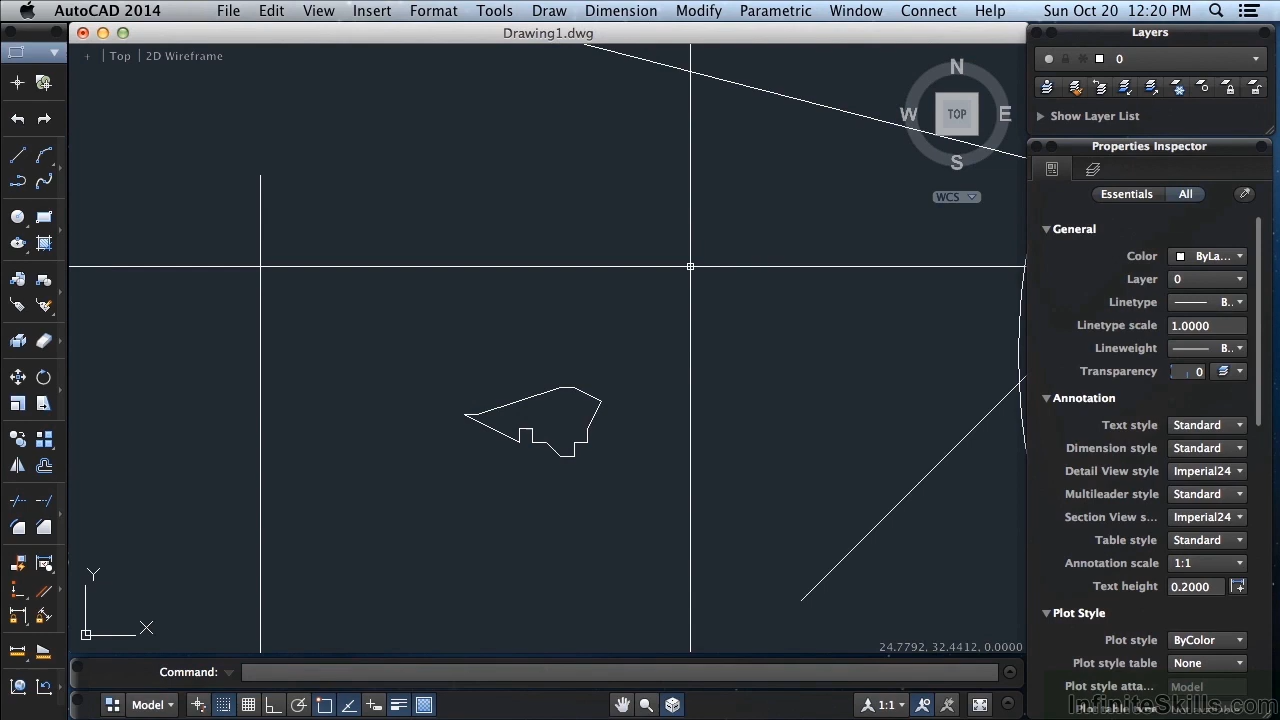 AutoCAD 2014 File Edit View Insert Format Tools Draw Dimension Modify Parametric Window Connect Help Sun Oct 20 12:20 PM
Drawing1.dwg
+ Top 2D Wireframe
N
W TOP E
S
WCS
Y
X
24.7792, 32.4412, 0.0000
Command:
Model 1:1
Layers
0
Show Layer List
Properties Inspector
Essentials All
General
Color ByLa...
Layer 0
Linetype B..
Linetype scale 1.0000
Lineweight B..
Transparency 0
Annotation
Text style Standard
Dimension style Standard
Detail View style Imperial24
Multileader style Standard
Section View s... Imperial24
Table style Standard
Annotation scale 1:1
Text height 0.2000
Plot Style
Plot style ByColor
Plot style table None
Plot style atta... Model
Plot table type
InfiniteSkills.com